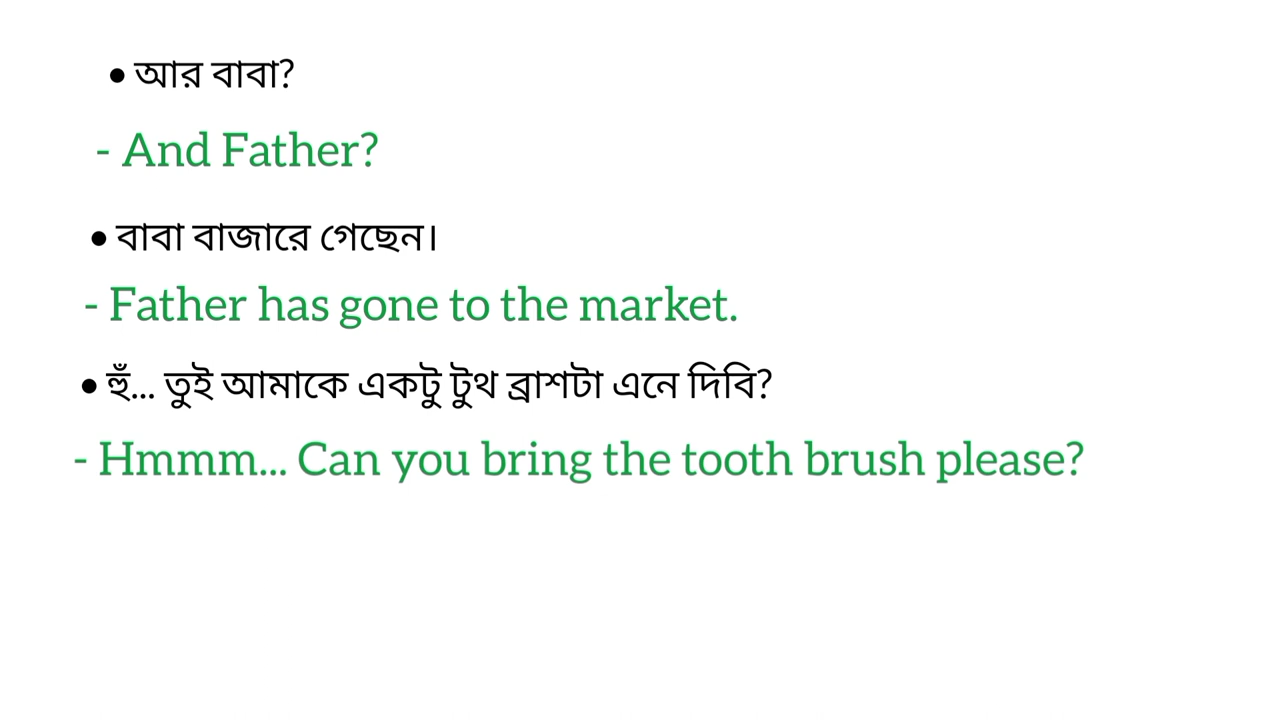 • আর বাবা?
- And Father?
• বাবা বাজারে গেছেন।
- Father has gone to the market.
• হুঁ... তুই আমাকে একটু টুথ ব্রাশটা এনে দিবি?
- Hmmm... Can you bring the tooth brush please?